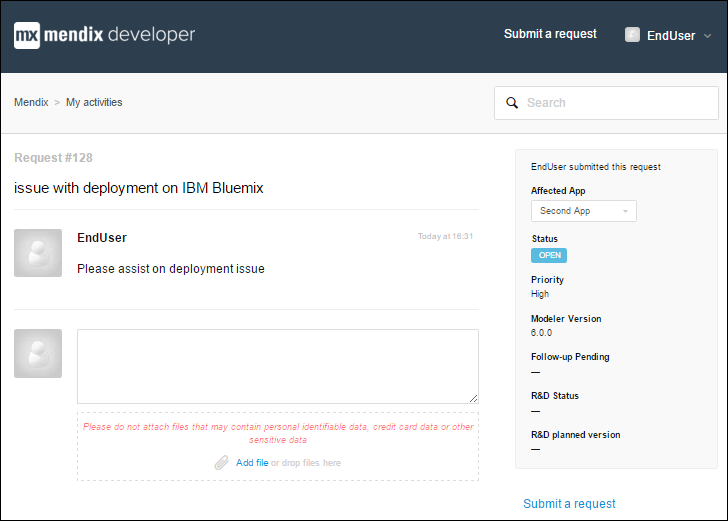 mx mendix developer
Submit a request
EndUser
Mendix > My activities
Search
Request #128
issue with deployment on IBM Bluemix
EndUser
Today at 16:31
Please assist on deployment issue
Please do not attach files that may contain personal identifiable data, credit card data or other
sensitive data
Add file or drop files here
EndUser submitted this request
Affected App
Second App
Status
OPEN
Priority
High
Modeler Version
6.0.0
Follow-up Pending
—
R&D Status
—
R&D planned version
—
Submit a request